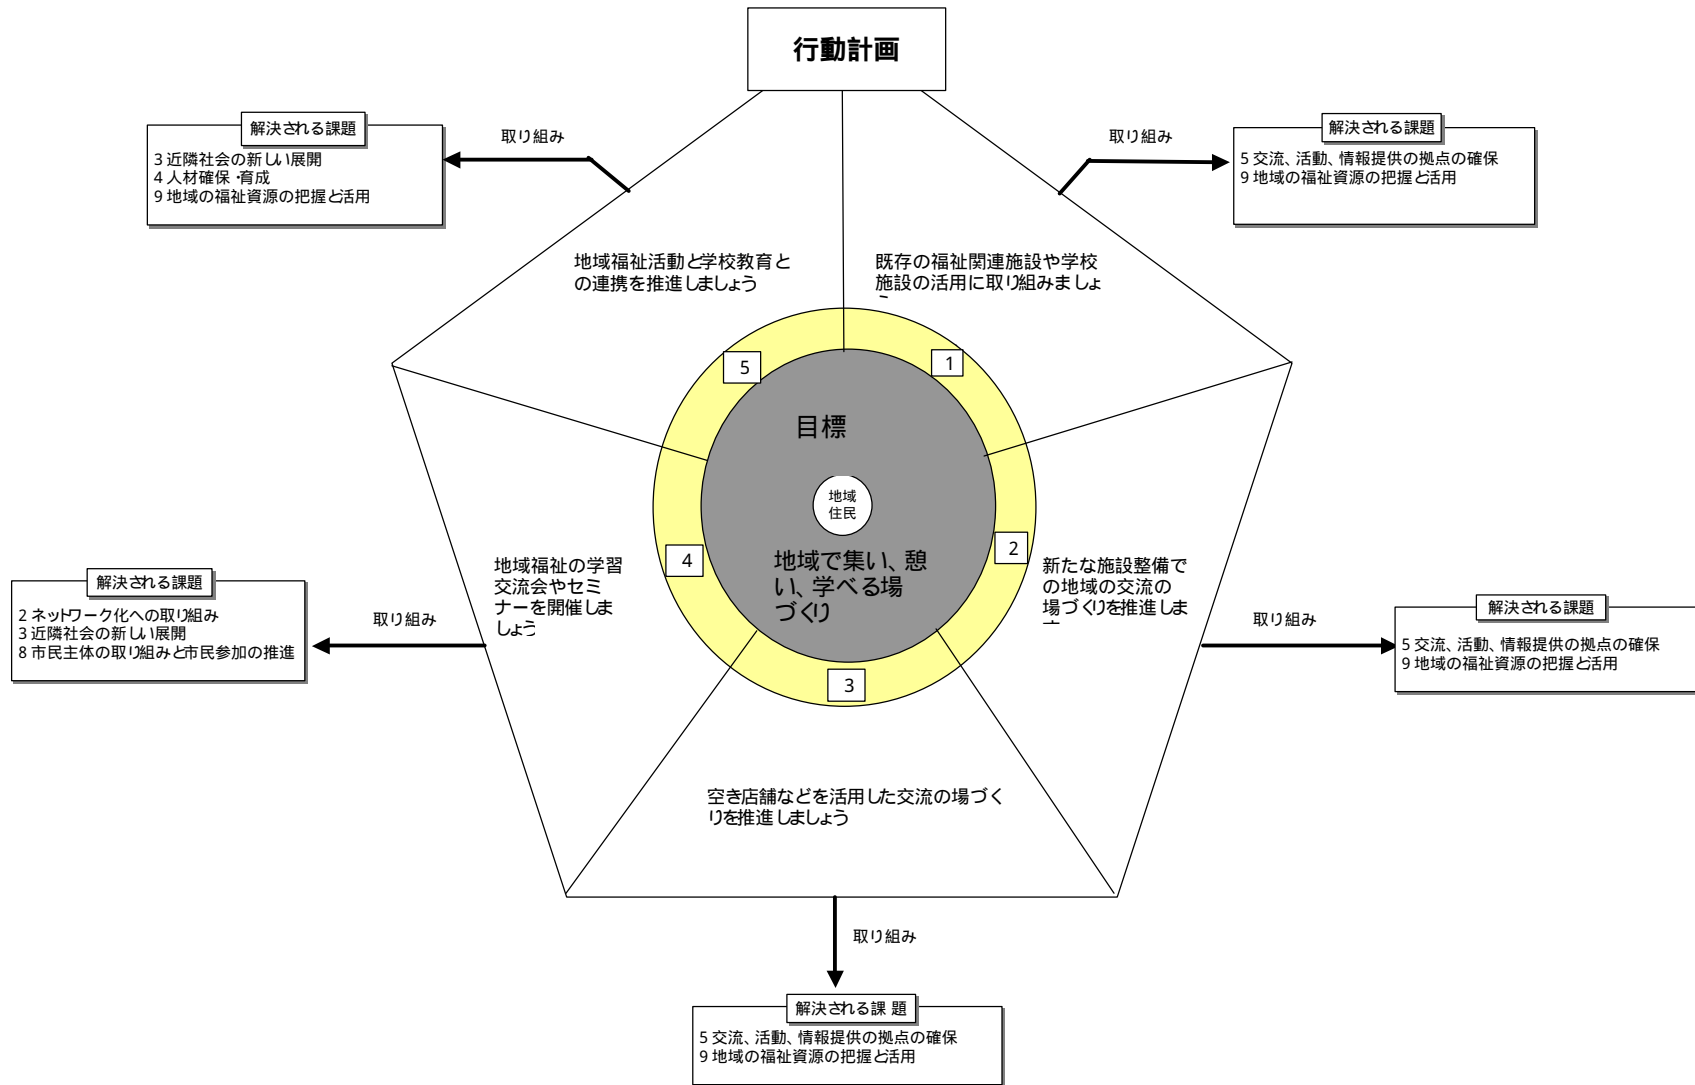 行動計画
解決される課題
3 近隣社会の新しい展開
4 人材確保・育成
9 地域の福祉資源の把握と活用
取り組み
取り組み
解決される課題
5 交流、活動、情報提供の拠点の確保
9 地域の福祉資源の把握と活用
地域福祉活動と学校教育と
の連携を推進しましょう
既存の福祉関連施設や学校
施設の活用に取り組みましょ
5
1
目標
地域
住民
地域で集い、憩
い、学べる場
づくり
4
2
3
地域福祉の学習
交流会やセミ
ナーを開催しま
しょう
新たな施設整備で
の地域の交流の
場づくりを推進しま
解決される課題
2 ネットワーク化への取り組み
3 近隣社会の新しい展開
8 市民主体の取り組みと市民参加の推進
取り組み
取り組み
解決される課題
5 交流、活動、情報提供の拠点の確保
9 地域の福祉資源の把握と活用
空き店舗などを活用した交流の場づく
りを推進しましょう
取り組み
解決される課 題
5 交流、活動、情報提供の拠点の確保
9 地域の福祉資源の把握と活用